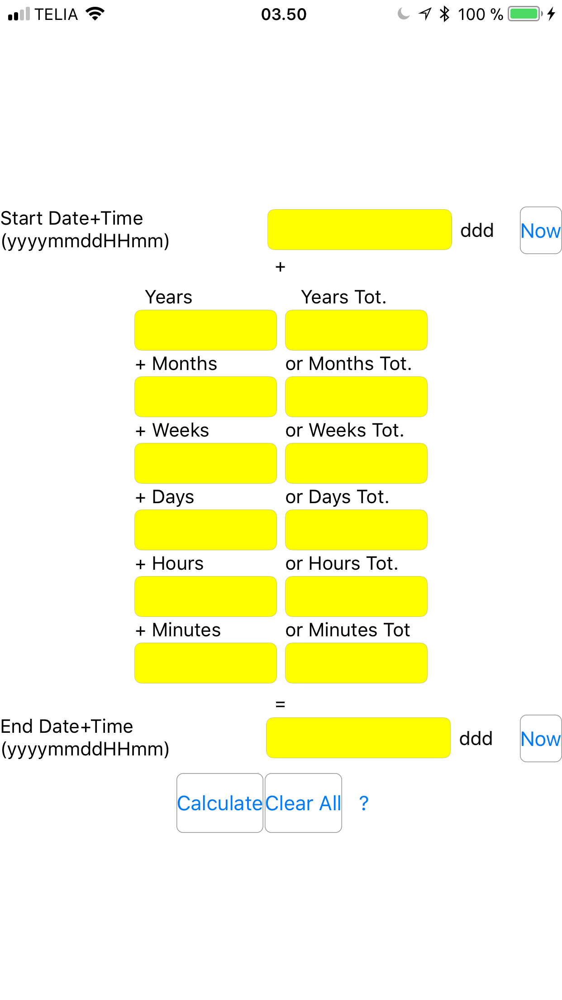 TELIA 03.50 100 %
Start Date+Time
(yyyymmddHHmm) ddd Now
+
Years Years Tot.
+ Months or Months Tot.
+ Weeks or Weeks Tot.
+ Days or Days Tot.
+ Hours or Hours Tot.
+ Minutes or Minutes Tot
=
End Date+Time
(yyyymmddHHmm) ddd Now
Calculate Clear All ?